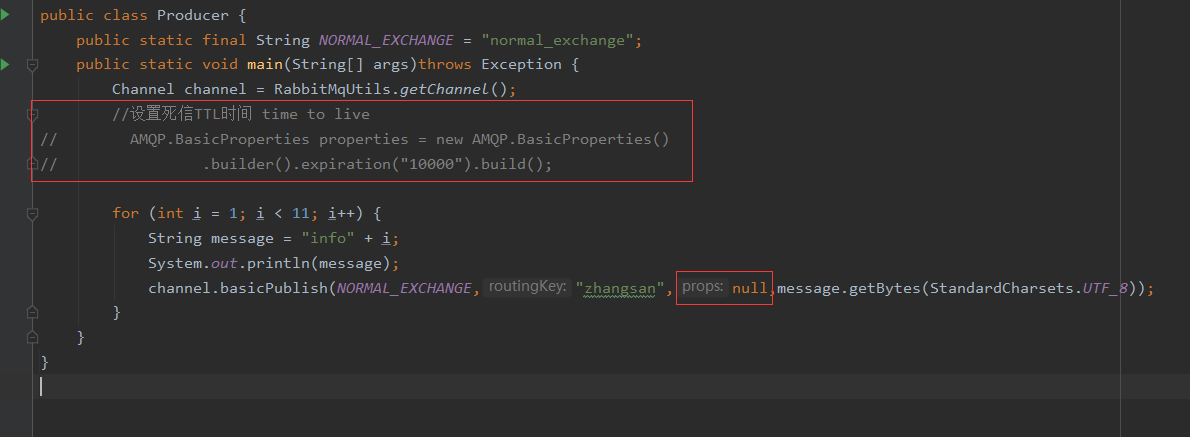 public class Producer {
public static final String NORMAL_EXCHANGE = "normal_exchange";
public static void main(String[] args)throws Exception {
Channel channel = RabbitMqUtils.getChannel();
//设置死信TTL时间 time to live
// AMQP.BasicProperties properties = new AMQP.BasicProperties()
// .builder().expiration("10000").build();
for (int i = 1; i < 11; i++) {
String message = "info" + i;
System.out.println(message);
channel.basicPublish(NORMAL_EXCHANGE, routingKey: "zhangsan", props: null,message.getBytes(StandardCharsets.UTF_8));
}
}
}